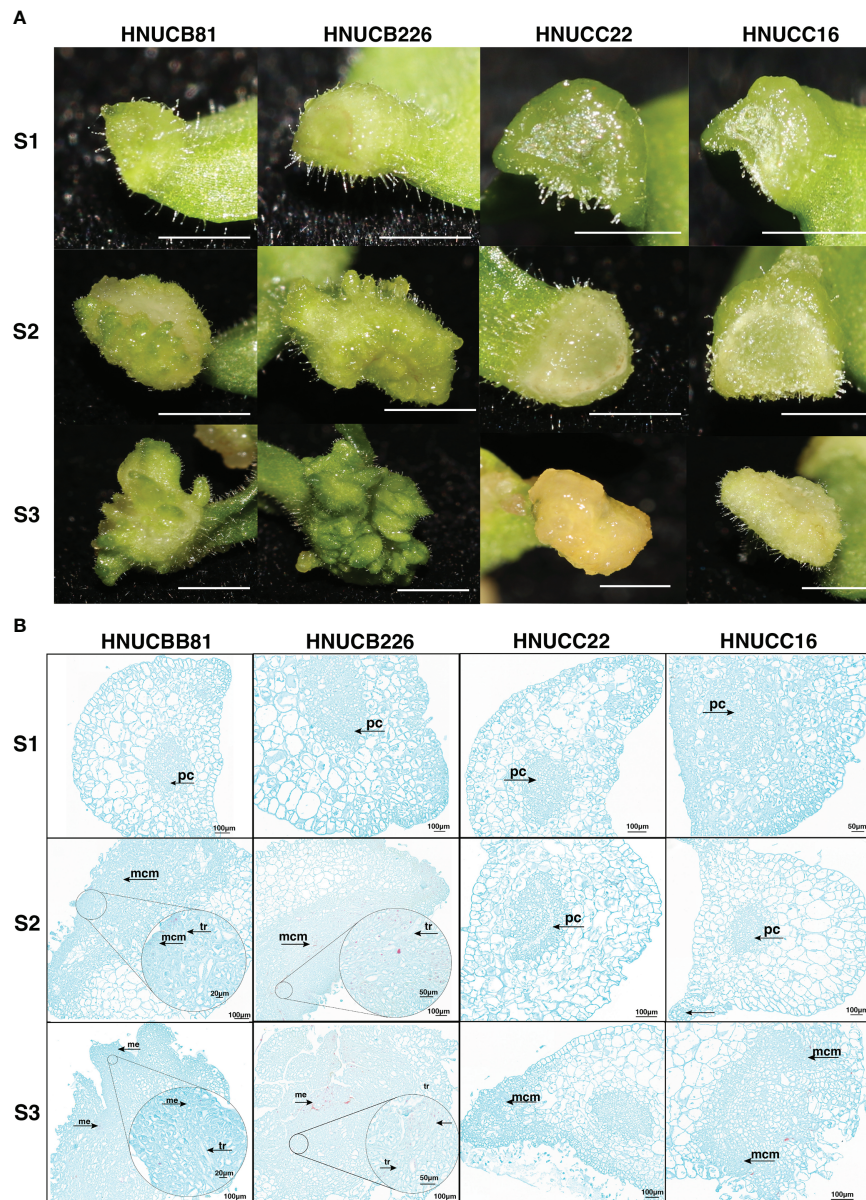 A
HNUCB81 HNUCB226 HNUCC22 HNUCC16
S1
S2
S3
B
HNUCBB81 HNUCB226 HNUCC22 HNUCC16
S1
pc pc pc pc
100μm 100μm 100μm 50μm
S2
mcm tr mcm 20μm 100μm
mcm tr 50μm 100μm
pc 100μm
pc 100μm
S3
me me me tr 20μm 100μm
me tr tr 50μm 100μm
mcm 100μm
mcm mcm 100μm